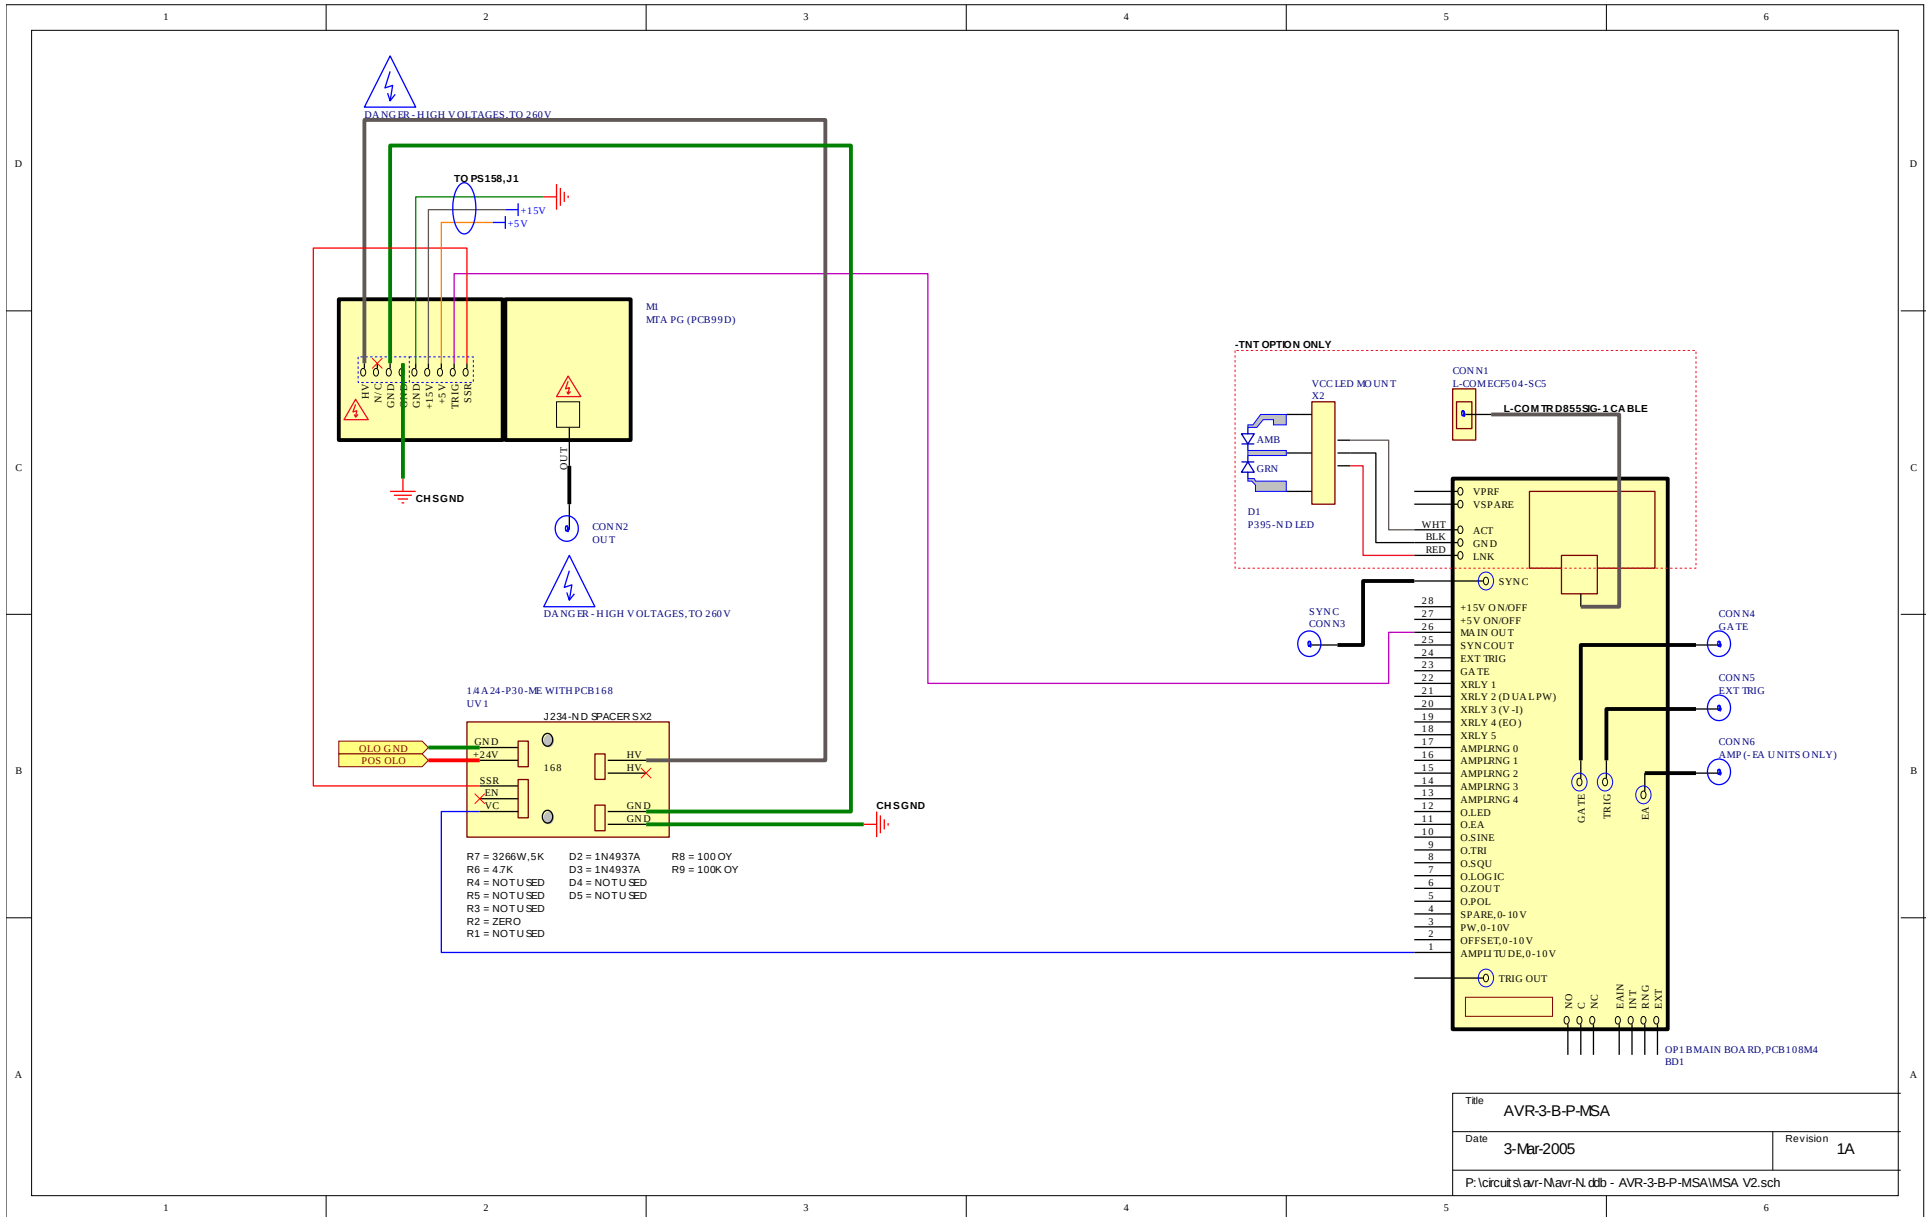 1 2 3 4 5 6
DANGER - HIGH VOLTAGES, TO 260V
D D
TO PS158, J1
+15V
+5V
M1
MTA PG (PCB99D)
HV
N/C
GND
GND
GND
+15V
+5V
TRIG
SSR
OUT
CHSGND
CONN2
OUT
DANGER - HIGH VOLTAGES, TO 260V
C C
-TNT OPTION ONLY
VCC LED MOUNT
X2
CONN1
L-COM ECF504-SC5
L-COM TRD855SIG-1 CABLE
AMB
GRN
D1
P395-ND LED
WHT
BLK
RED
VPRF
VSPARE
ACT
GND
LNK
SYNC
SYNC
CONN3
28 +15V ON/OFF
27 +5V ON/OFF
26 MAIN OUT
25 SYNC OUT
24 EXT TRIG
23 GATE
22 XRLY 1
21 XRLY 2 (DUAL PW)
20 XRLY 3 (V-I)
19 XRLY 4 (EO)
18 XRLY 5
17 AMPLRNG 0
16 AMPLRNG 1
15 AMPLRNG 2
14 AMPLRNG 3
13 AMPLRNG 4
12 O.LED
11 O.EA
10 O.SINE
9 O.TRI
8 O.SQU
7 O.LOGIC
6 O.ZOUT
5 O.POL
4 SPARE, 0-10V
3 PW, 0-10V
2 OFFSET, 0-10V
1 AMPLITUDE, 0-10V
TRIG OUT
CONN4
GATE
CONN5
EXT TRIG
CONN6
AMP (-EA UNITS ONLY)
GATE
TRIG
EA
NO
C
NC
EAIN
INT
RNG
EXT
OP1B MAIN BOARD, PCB108M4
BD1
1/4A24-P30-ME WITH PCB168
UV1
J234-ND SPACERS X2
OLO GND
POS OLO
GND
+24V
168
SSR
EN
VC
HV
HV
GND
GND
CHSGND
B B
R7 = 3266W, 5K D2 = 1N4937A R8 = 100 OY
R6 = 4.7K D3 = 1N4937A R9 = 100K OY
R4 = NOT USED D4 = NOT USED
R5 = NOT USED D5 = NOT USED
R3 = NOT USED
R2 = ZERO
R1 = NOT USED
A A
Title
AVR-3-B-P-MSA
Date
3-Mar-2005
Revision
1A
P:\circuits\avr-N\avr-N.ddb - AVR-3-B-P-MSA\MSA V2.sch
1 2 3 4 5 6